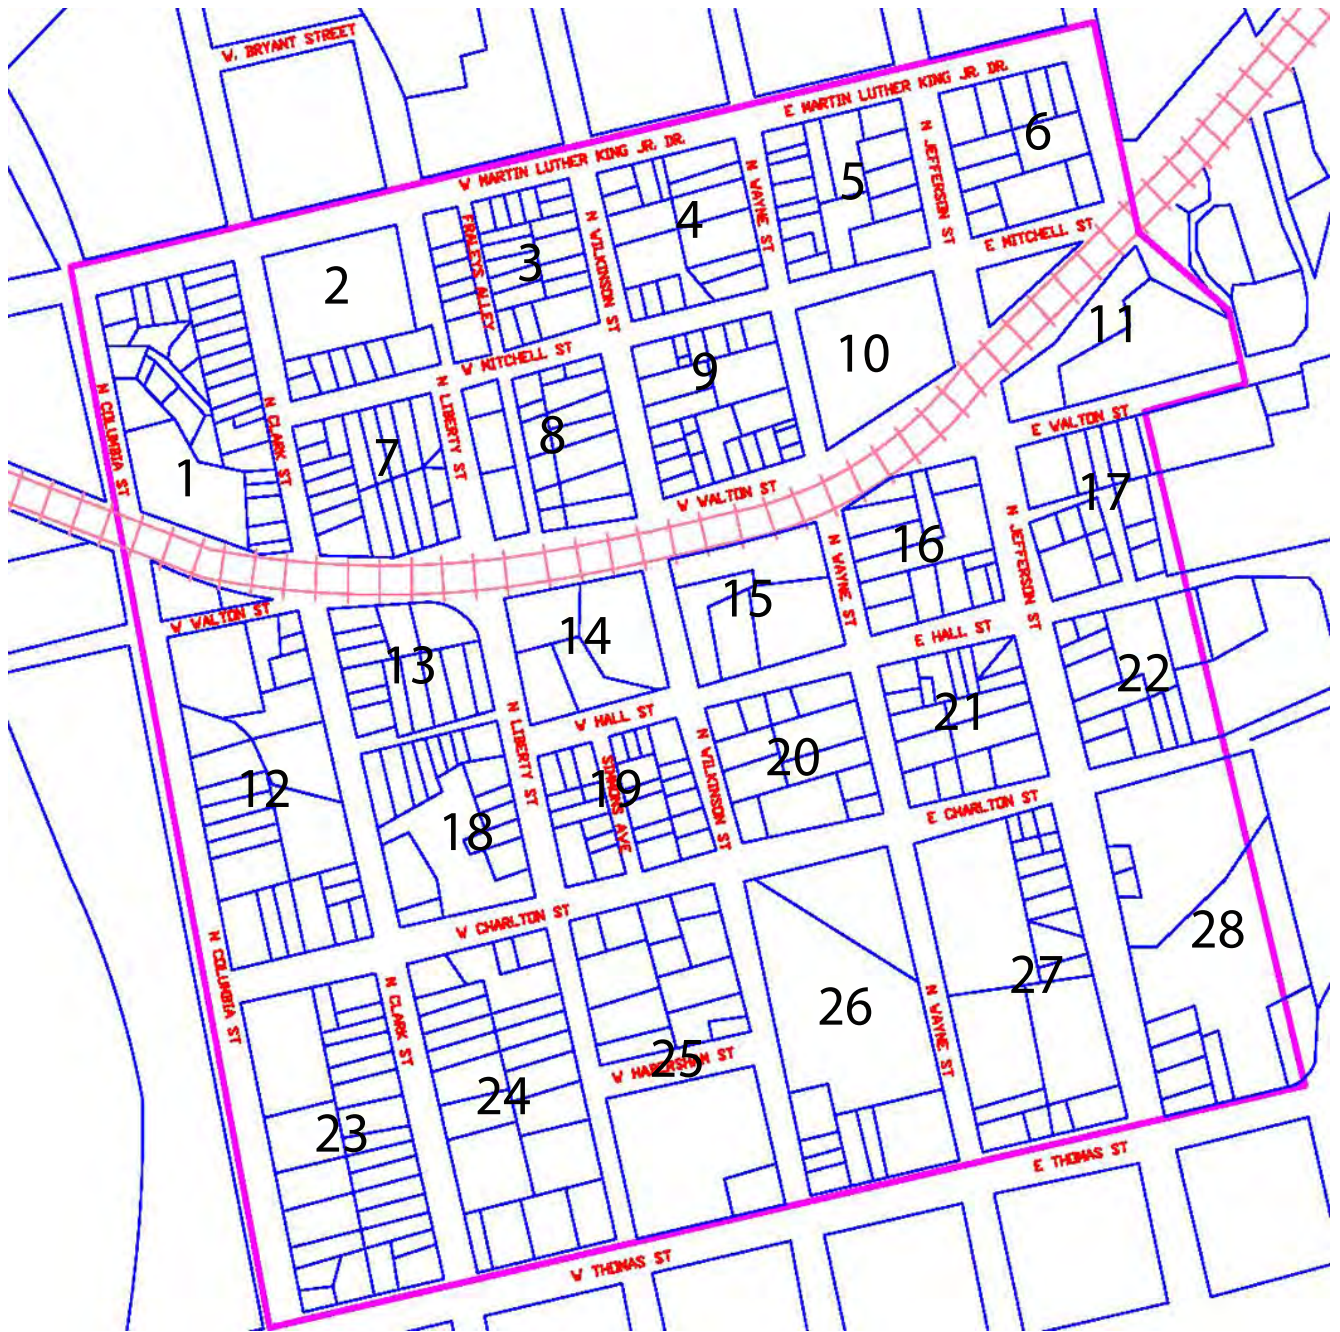 W. BRYANT STREET
E MARTIN LUTHER KING JR. DR.
W MARTIN LUTHER KING JR. DR.
6
N JEFFERSON ST
5
N WAYNE ST
4
N WILKINSON ST
FRALEYS ALLEY
3
2
E MITCHELL ST
11
10
W MITCHELL ST
9
N COLUMBIA ST
N CLARK ST
N LIBERTY ST
8
7
1
E WALTON ST
W WALTON ST
17
N JEFFERSON ST
16
N WAYNE ST
15
W WALTON ST
14
13
E HALL ST
22
21
W HALL ST
N LIBERTY ST
N WILKINSON ST
20
SIMMONS AVE
19
12
18
E CHARLTON ST
W CHARLTON ST
28
27
N COLUMBIA ST
N CLARK ST
26
N WAYNE ST
25
W HABERSHAM ST
24
23
E THOMAS ST
W THOMAS ST